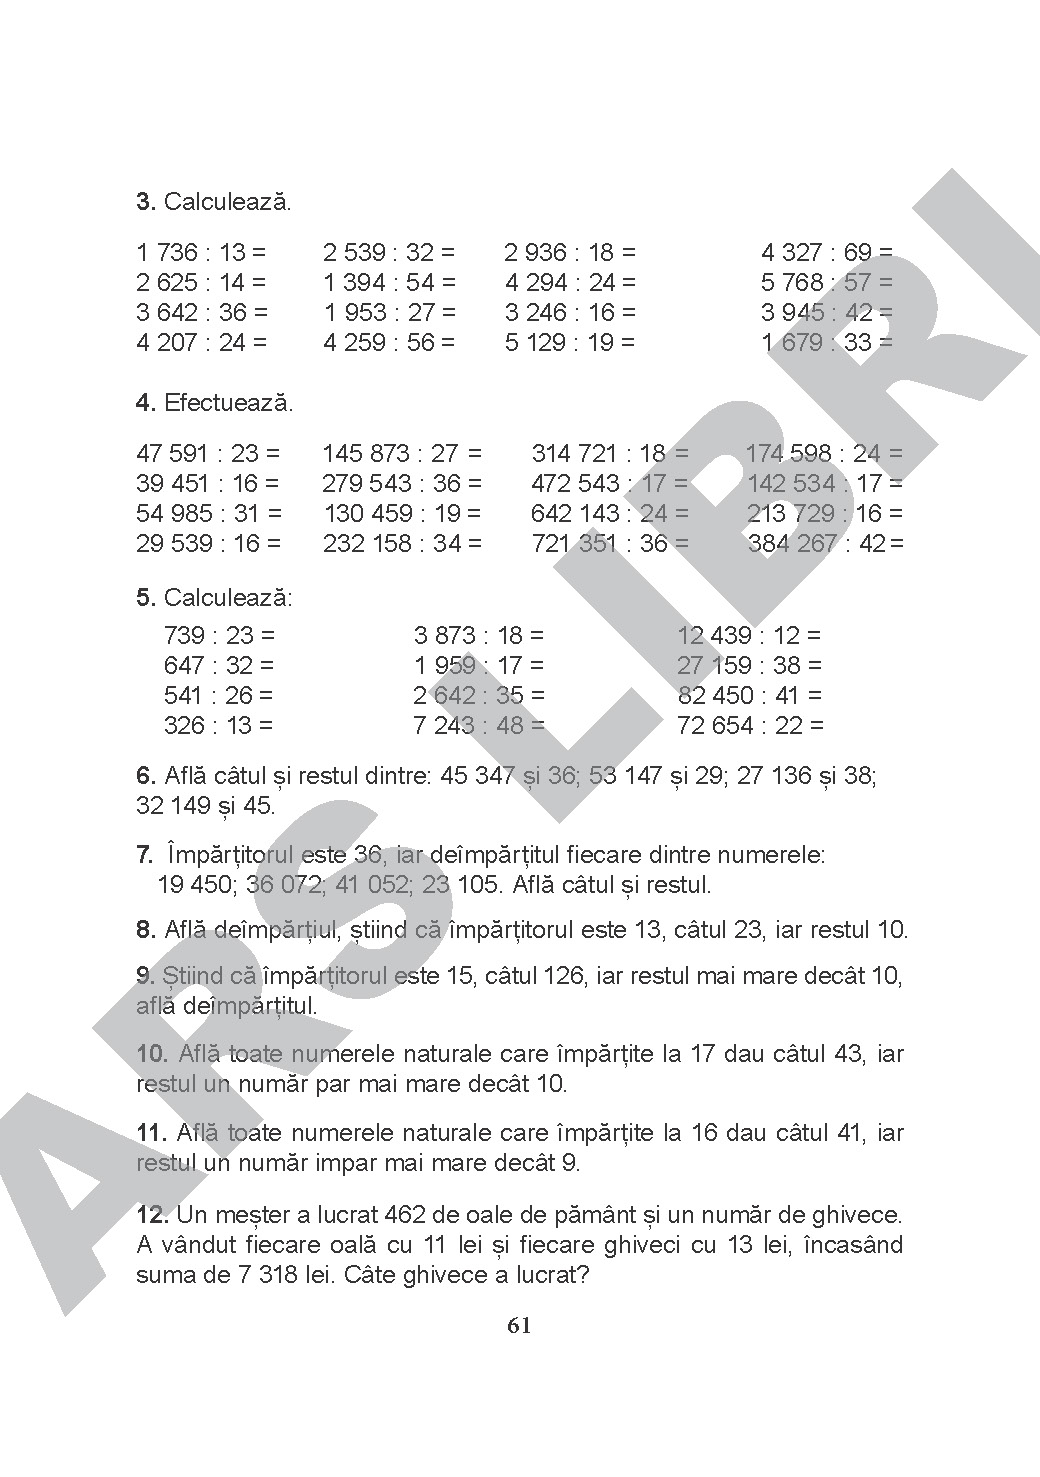 3. Calculează.
1 736 : 13 = 2 539 : 32 = 2 936 : 18 = 4 327 : 69 =
2 625 : 14 = 1 394 : 54 = 4 294 : 24 = 5 768 : 57 =
3 642 : 36 = 1 953 : 27 = 3 246 : 16 = 3 945 : 42 =
4 207 : 24 = 4 259 : 56 = 5 129 : 19 = 1 679 : 33 =
4. Efectuează.
47 591 : 23 = 145 873 : 27 = 314 721 : 18 = 174 598 : 24 =
39 451 : 16 = 279 543 : 36 = 472 543 : 17 = 142 534 : 17 =
54 985 : 31 = 130 459 : 19 = 642 143 : 24 = 213 729 : 16 =
29 539 : 16 = 232 158 : 34 = 721 351 : 36 = 384 267 : 42 =
5. Calculează:
739 : 23 = 3 873 : 18 = 12 439 : 12 =
647 : 32 = 1 959 : 17 = 27 159 : 38 =
541 : 26 = 2 642 : 35 = 82 450 : 41 =
326 : 13 = 7 243 : 48 = 72 654 : 22 =
6. Află câtul și restul dintre: 45 347 și 36; 53 147 și 29; 27 136 și 38;
32 149 și 45.
7. Împărțitorul este 36, iar deîmpărțitul fiecare dintre numerele:
19 450; 36 072; 41 052; 23 105. Află câtul și restul.
8. Află deîmpărțiul, știind că împărțitorul este 13, câtul 23, iar restul 10.
9. Știind că împărțitorul este 15, câtul 126, iar restul mai mare decât 10,
află deîmpărțitul.
10. Află toate numerele naturale care împărțite la 17 dau câtul 43, iar
restul un număr par mai mare decât 10.
11. Află toate numerele naturale care împărțite la 16 dau câtul 41, iar
restul un număr impar mai mare decât 9.
12. Un meșter a lucrat 462 de oale de pământ și un număr de ghivece.
A vândut fiecare oală cu 11 lei și fiecare ghiveci cu 13 lei, încasând
suma de 7 318 lei. Câte ghivece a lucrat?
61
ARS LIBRI